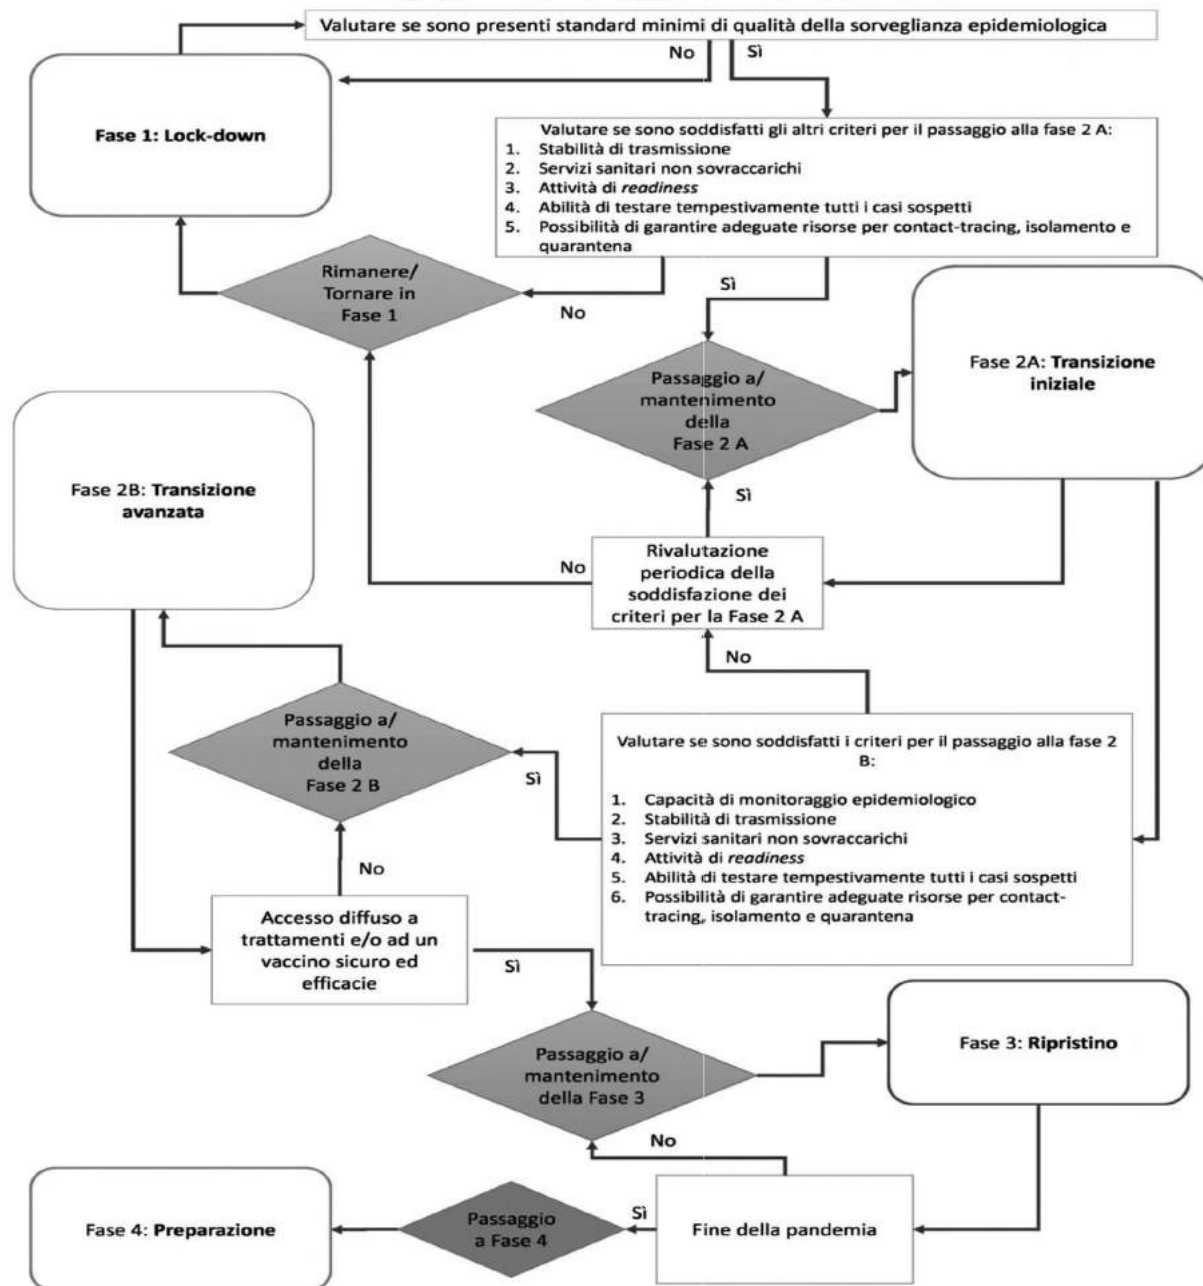 Valutare se sono presenti standard minimi di qualità della sorveglianza epidemiologica
No
Sì
Fase 1: Lock-down
Valutare se sono soddisfatti gli altri criteri per il passaggio alla fase 2 A:
1. Stabilità di trasmissione
2. Servizi sanitari non sovraccarichi
3. Attività di readiness
4. Abilità di testare tempestivamente tutti i casi sospetti
5. Possibilità di garantire adeguate risorse per contact-tracing, isolamento e
quarantena
Rimanere/
Tornare in
Fase 1
No
Sì
Passaggio a/
mantenimento
della
Fase 2 A
Fase 2A: Transizione
iniziale
Fase 2B: Transizione
avanzata
Sì
No
Rivalutazione
periodica della
soddisfazione dei
criteri per la Fase 2 A
No
Passaggio a/
mantenimento
della
Fase 2 B
Sì
Valutare se sono soddisfatti i criteri per il passaggio alla fase 2
B:
1. Capacità di monitoraggio epidemiologico
2. Stabilità di trasmissione
3. Servizi sanitari non sovraccarichi
4. Attività di readiness
5. Abilità di testare tempestivamente tutti i casi sospetti
6. Possibilità di garantire adeguate risorse per contact-
tracing, isolamento e quarantena
No
Accesso diffuso a
trattamenti e/o ad un
vaccino sicuro ed
efficacie
Sì
Passaggio a/
mantenimento
della Fase 3
Fase 3: Ripristino
No
Fase 4: Preparazione
Passaggio
a Fase 4
Sì
Fine della pandemia